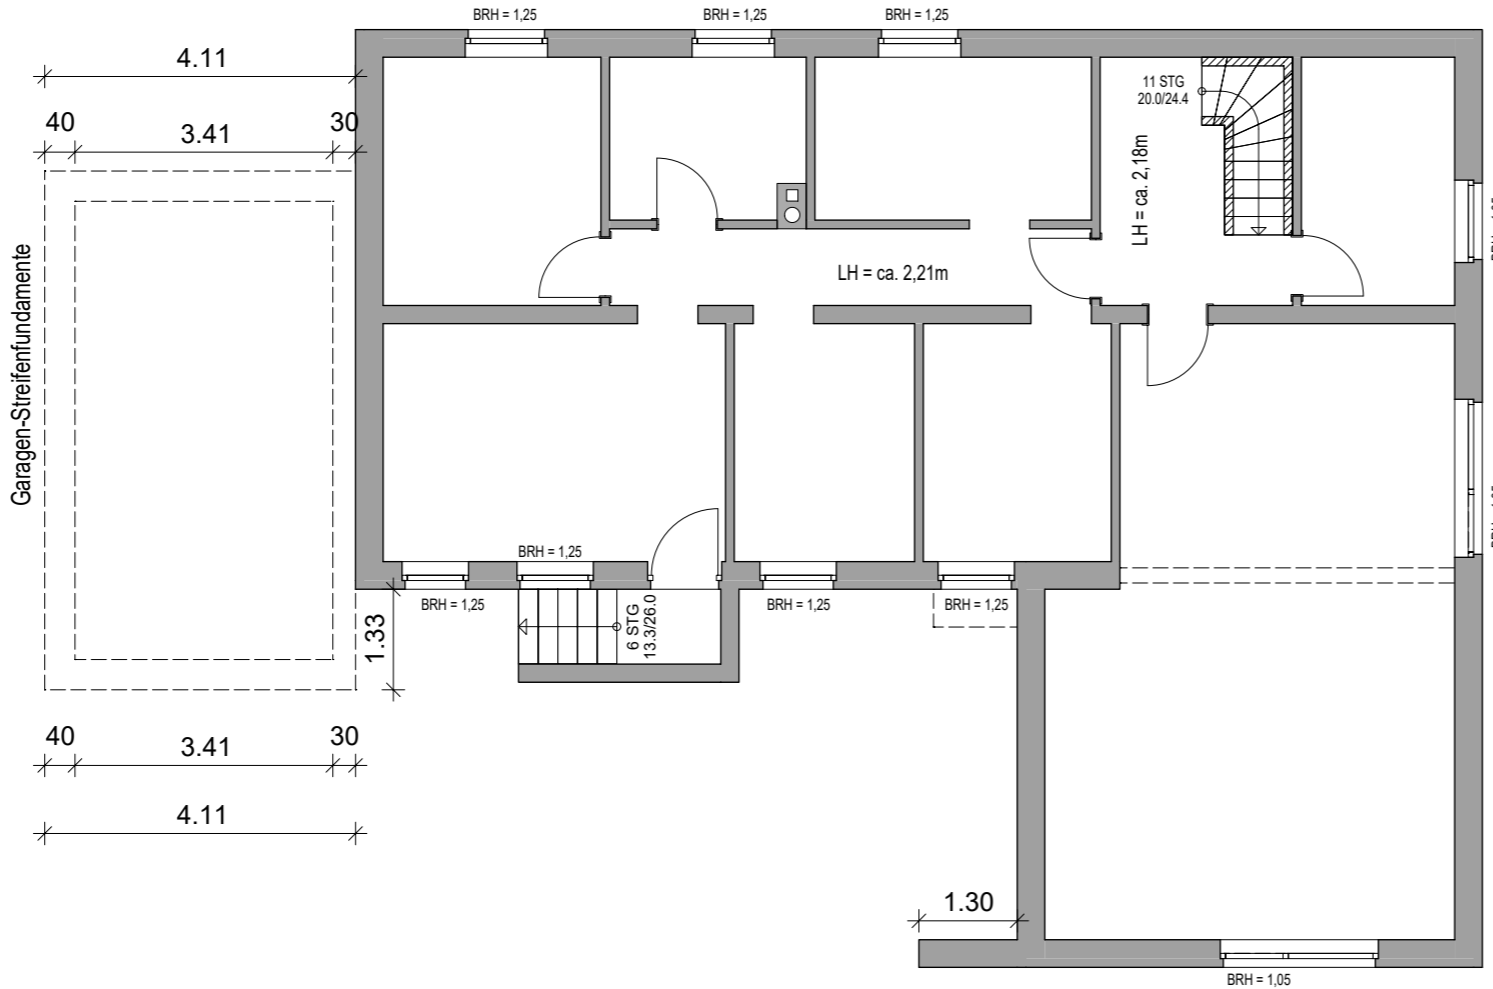 BRH = 1,25
BRH = 1,25
BRH = 1,25
4.11
40
3.41
30
11 STG
20.0/24.4
LH = ca. 2,18m
LH = ca. 2,21m
Garagen-Streifenfundamente
BRH = 1,25
BRH = 1,25
BRH = 1,25
BRH = 1,25
6 STG
13.3/26.0
1.33
40
3.41
30
4.11
1.30
BRH = 1,05